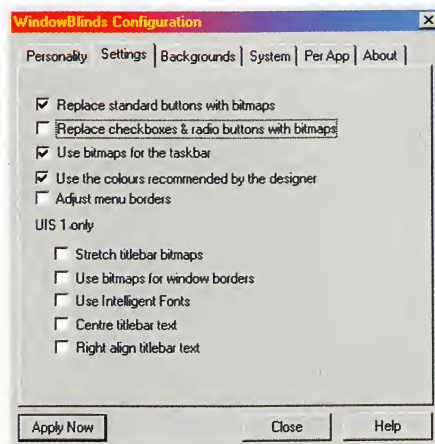 WindowBlinds Configuration
Personality Settings Backgrounds System Per App About
Replace standard buttons with bitmaps
Replace checkboxes & radio buttons with bitmaps
Use bitmaps for the taskbar
Use the colours recommended by the designer
Adjust menu borders
UIS 1 only
Stretch titlebar bitmaps
Use bitmaps for window borders
Use Intelligent Fonts
Centre titlebar text
Right align titlebar text
Apply Now Close Help